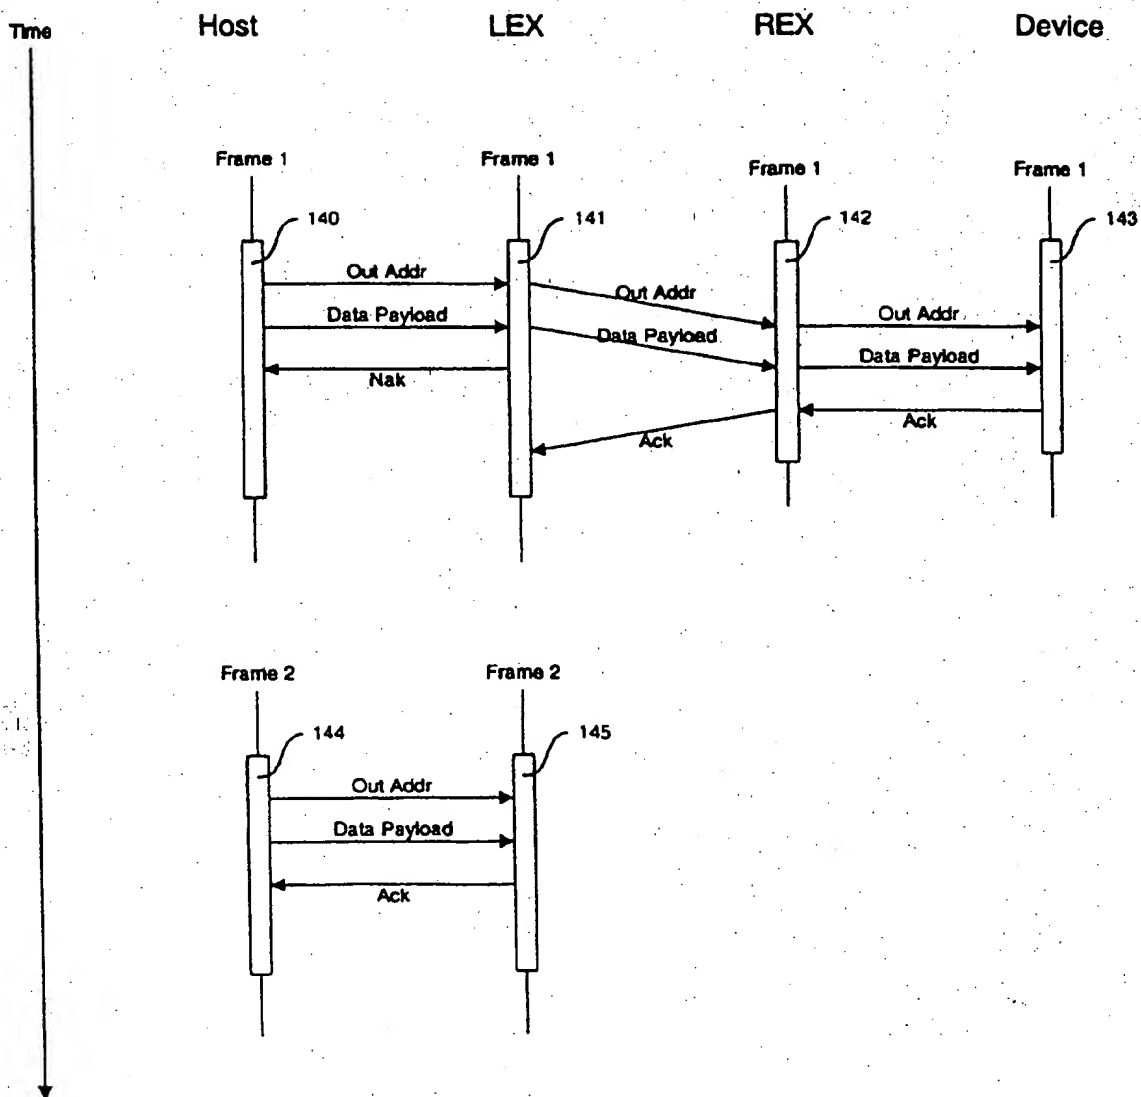 Time Host LEX REX Device
Frame 1 Frame 1 Frame 1 Frame 1
140 141 142 143
Out Addr Out Addr Out Addr
Data Payload Data Payload Data Payload
Nak Ack Ack
Frame 2 Frame 2
144 145
Out Addr
Data Payload
Ack